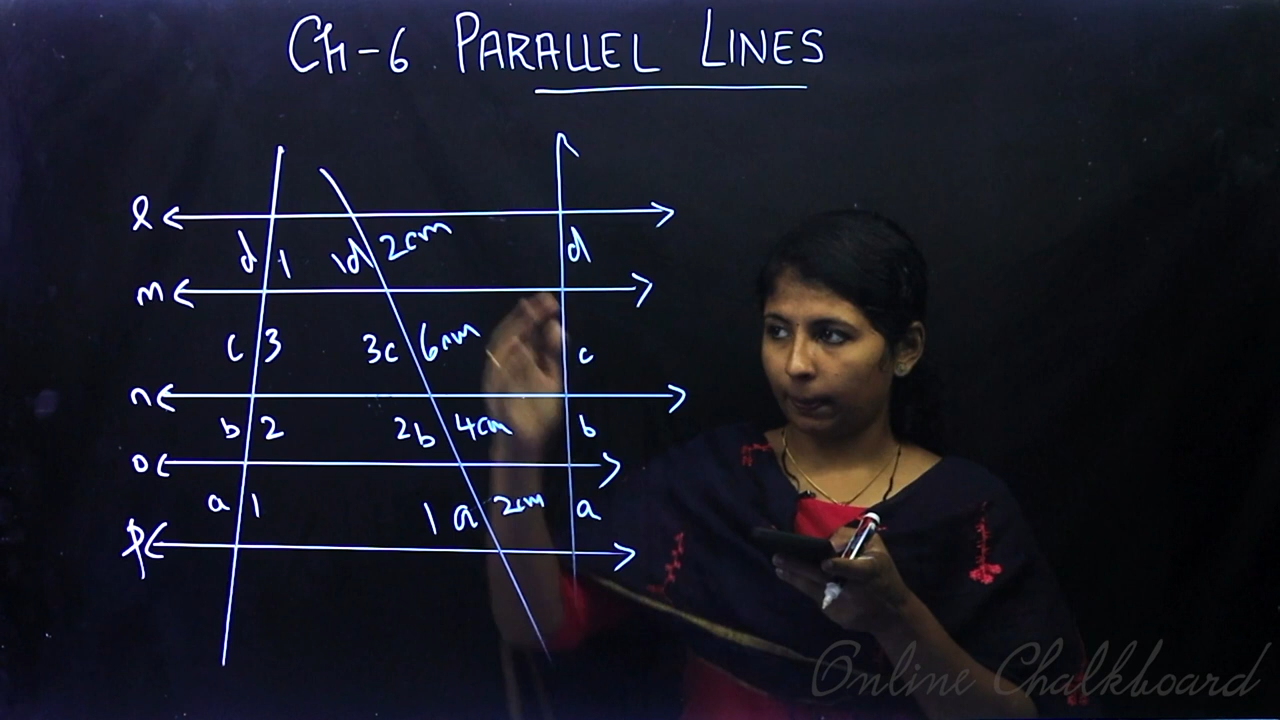 Ch-6 PARALLEL LINES
l
d 1 1d 2cm d
m
c 3 3c 6cm c
n
b 2 2b 4cm b
o
a 1 1 a 2cm a
p
Online Chalkboard